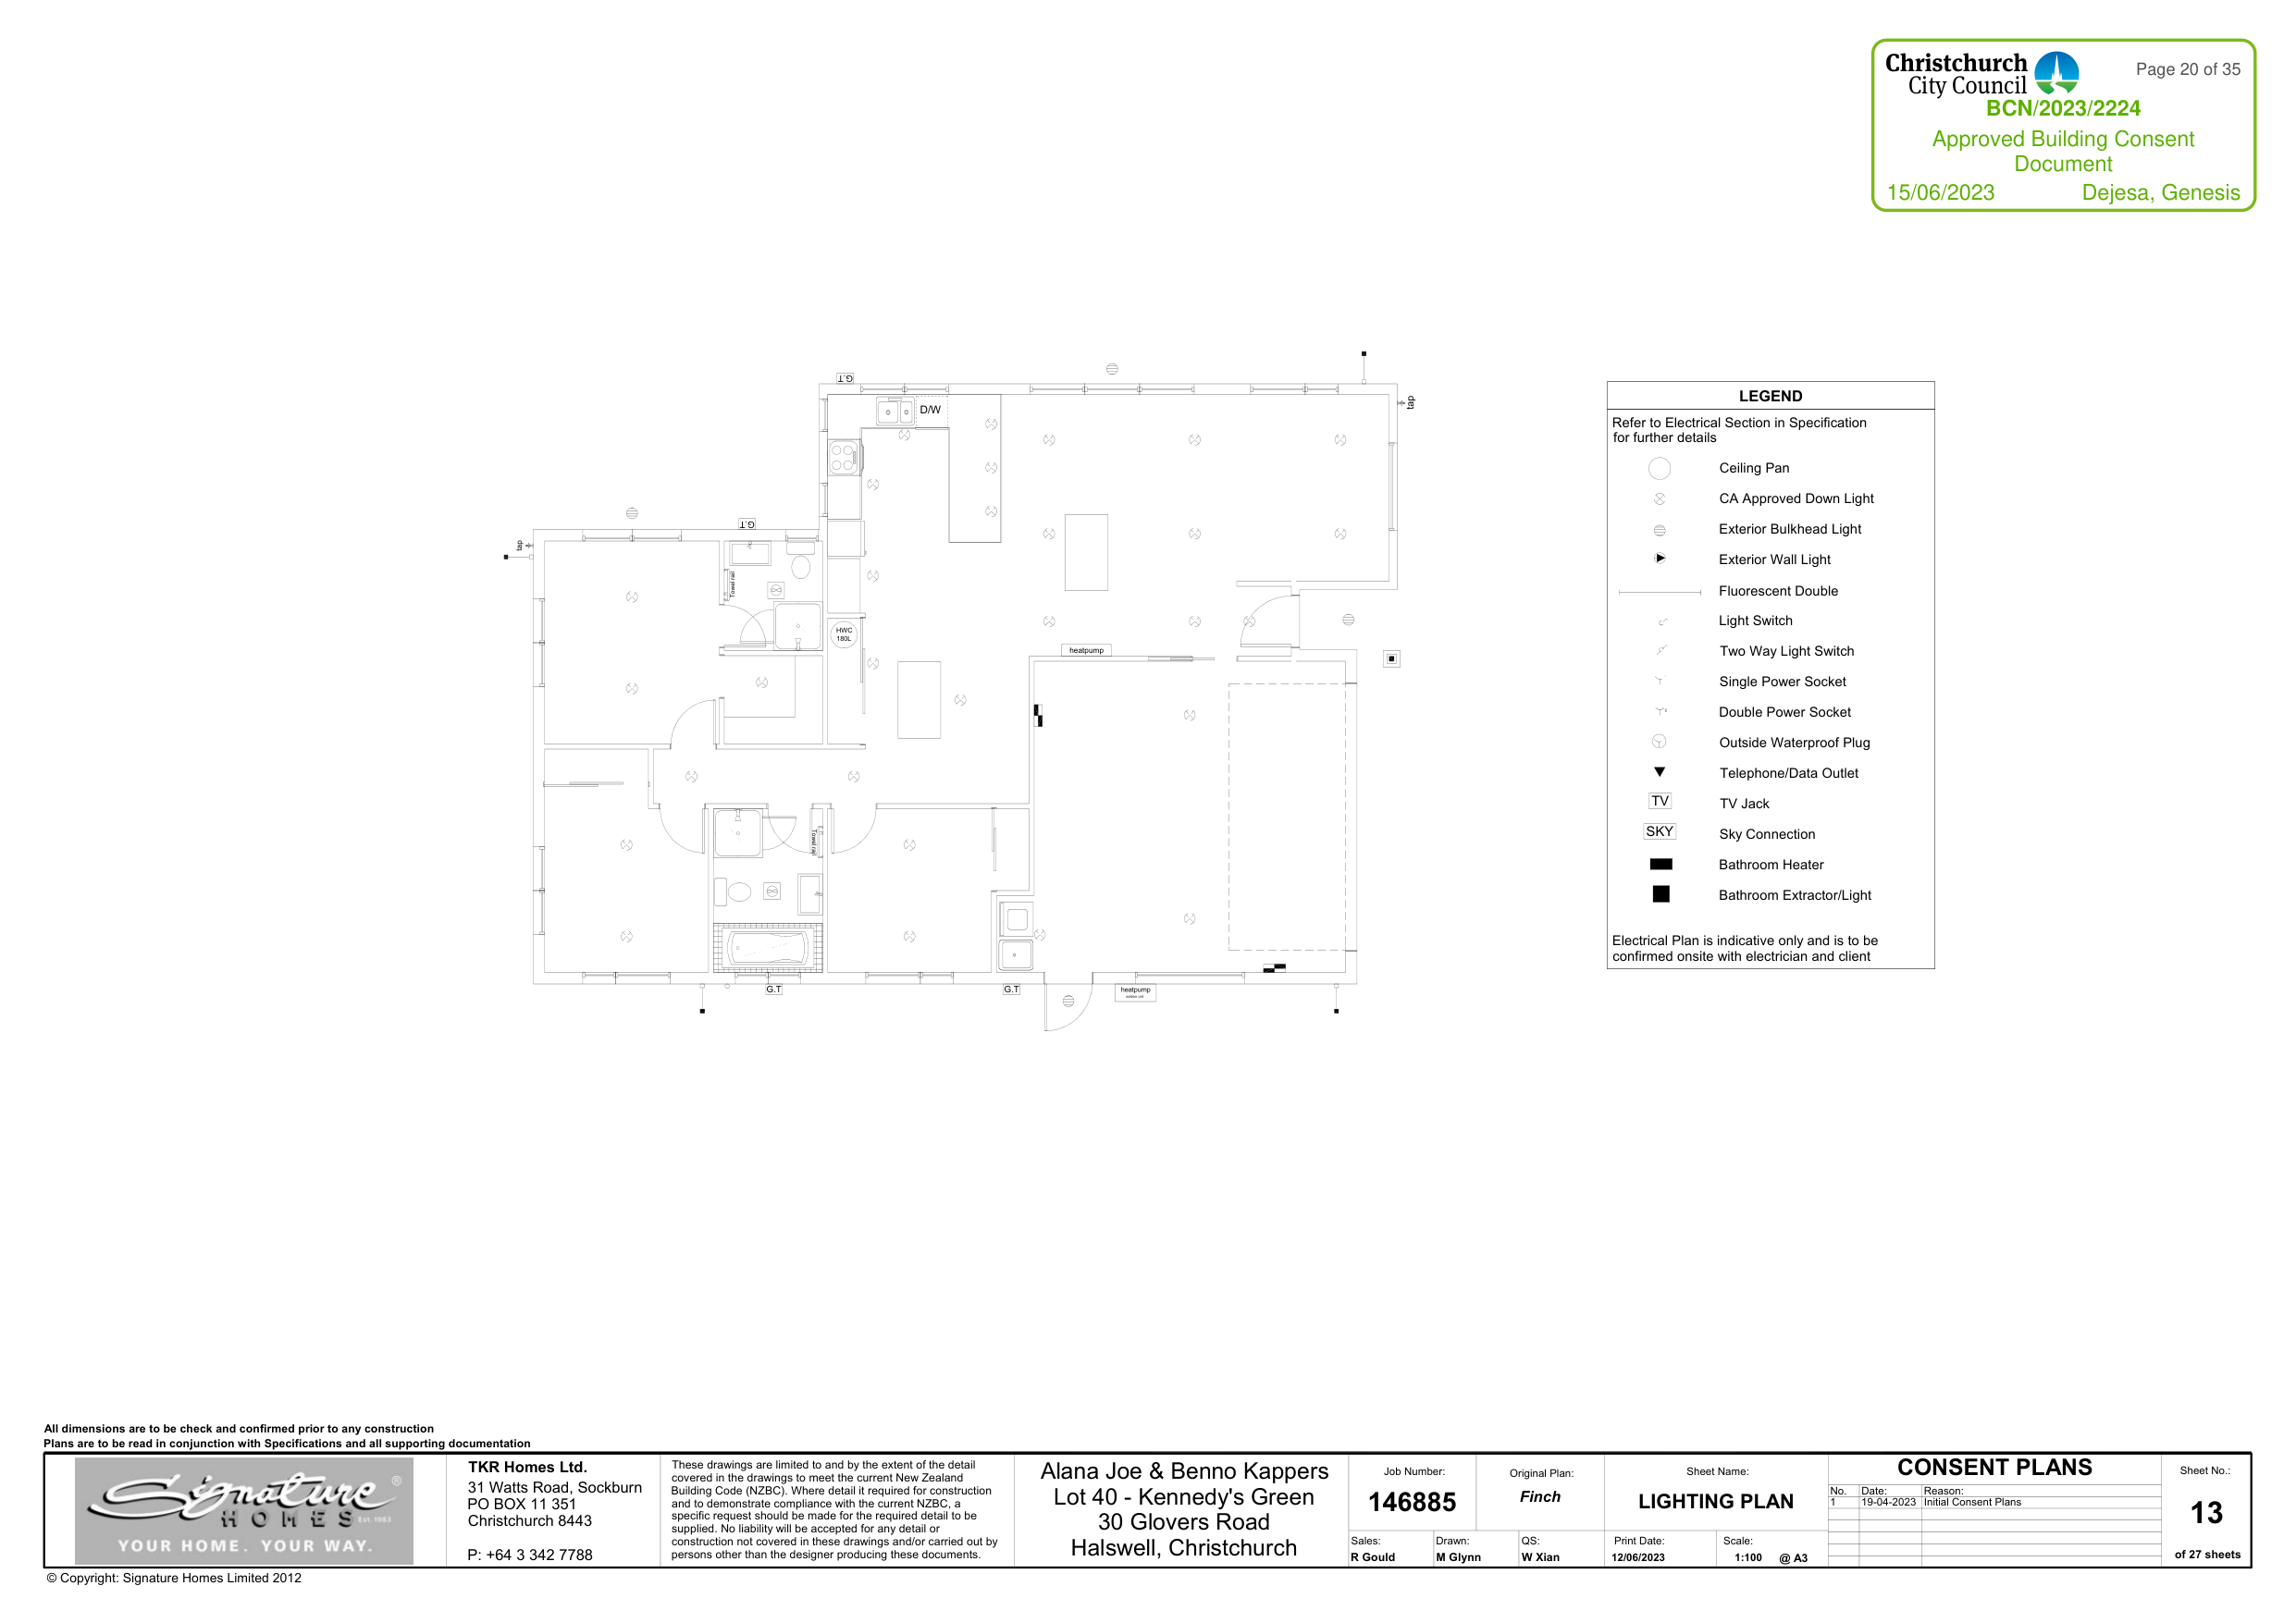 Christchurch
City Council
Page 20 of 35
BCN/2023/2224
Approved Building Consent
Document
15/06/2023 Dejesa, Genesis
G.T
tap
D/W
G.T
tap
Towel rail
HWC
180L
heatpump
Towel rail
G.T
G.T
heatpump
outdoor unit
LEGEND
Refer to Electrical Section in Specification
for further details
Ceiling Pan
CA Approved Down Light
Exterior Bulkhead Light
Exterior Wall Light
Fluorescent Double
Light Switch
Two Way Light Switch
Single Power Socket
Double Power Socket
Outside Waterproof Plug
Telephone/Data Outlet
TV TV Jack
SKY Sky Connection
Bathroom Heater
Bathroom Extractor/Light
Electrical Plan is indicative only and is to be
confirmed onsite with electrician and client
All dimensions are to be check and confirmed prior to any construction
Plans are to be read in conjunction with Specifications and all supporting documentation
Signature ®
HOMES Est. 1983
YOUR HOME. YOUR WAY.
TKR Homes Ltd.
31 Watts Road, Sockburn
PO BOX 11 351
Christchurch 8443
P: +64 3 342 7788
These drawings are limited to and by the extent of the detail
covered in the drawings to meet the current New Zealand
Building Code (NZBC). Where detail it required for construction
and to demonstrate compliance with the current NZBC, a
specific request should be made for the required detail to be
supplied. No liability will be accepted for any detail or
construction not covered in these drawings and/or carried out by
persons other than the designer producing these documents.
Alana Joe & Benno Kappers
Lot 40 - Kennedy's Green
30 Glovers Road
Halswell, Christchurch
Job Number:
146885
Original Plan:
Finch
Sales:
R Gould
Drawn:
M Glynn
QS:
W Xian
Sheet Name:
LIGHTING PLAN
Print Date:
12/06/2023
Scale:
1:100 @ A3
CONSENT PLANS
No. Date: Reason:
1 19-04-2023 Initial Consent Plans
Sheet No.:
13
of 27 sheets
© Copyright: Signature Homes Limited 2012